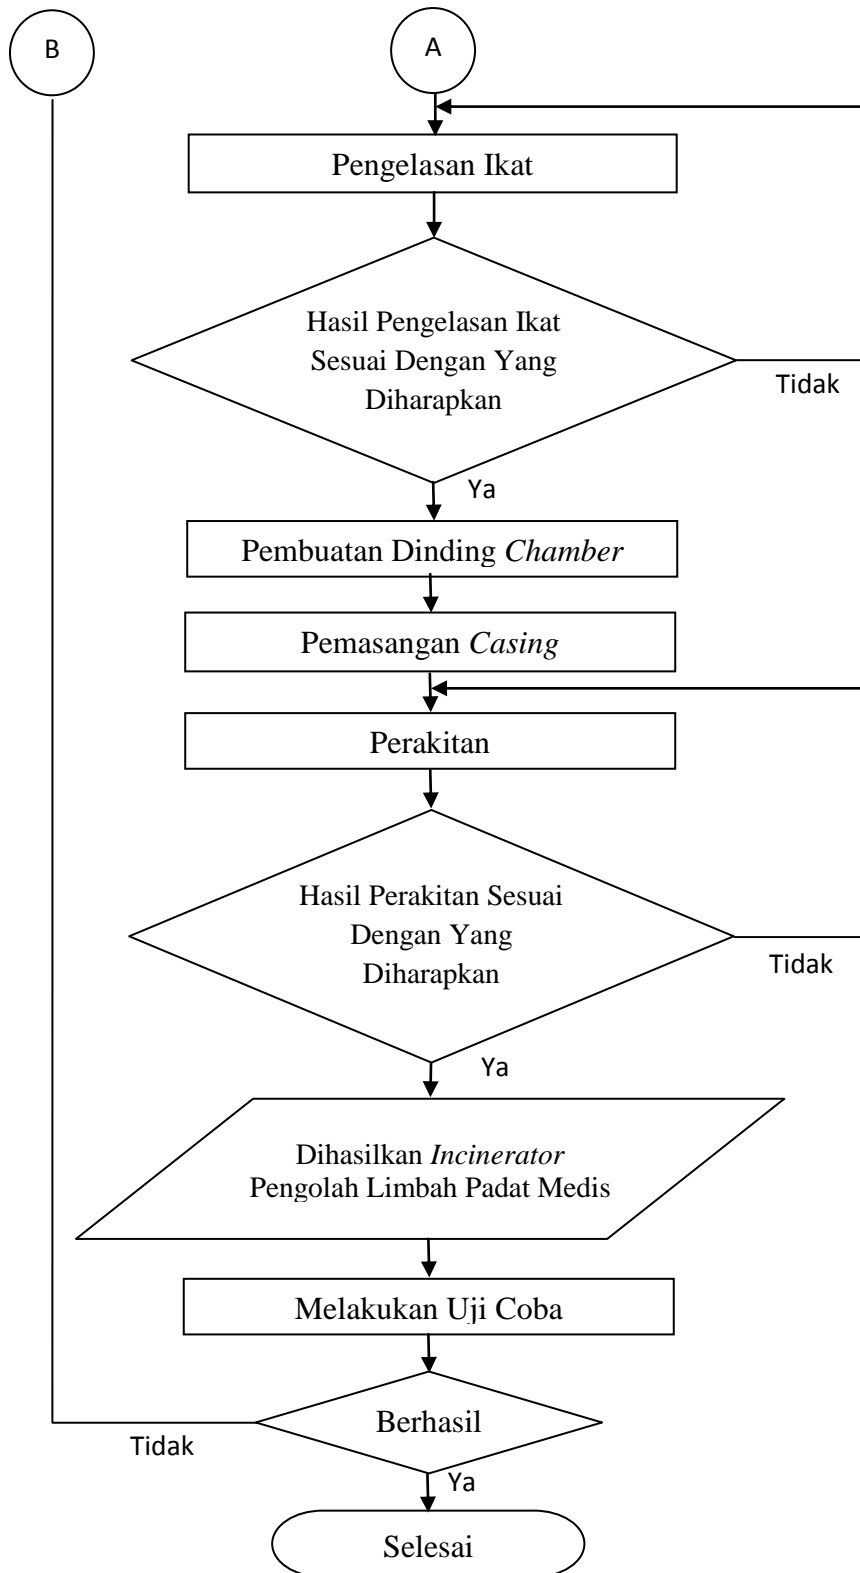 B
A
Pengelasan Ikat
Hasil Pengelasan Ikat
Sesuai Dengan Yang
Diharapkan
Tidak
Ya
Pembuatan Dinding Chamber
Pemasangan Casing
Perakitan
Hasil Perakitan Sesuai
Dengan Yang
Diharapkan
Tidak
Ya
Dihasilkan Incinerator
Pengolah Limbah Padat Medis
Melakukan Uji Coba
Berhasil
Tidak
Ya
Selesai